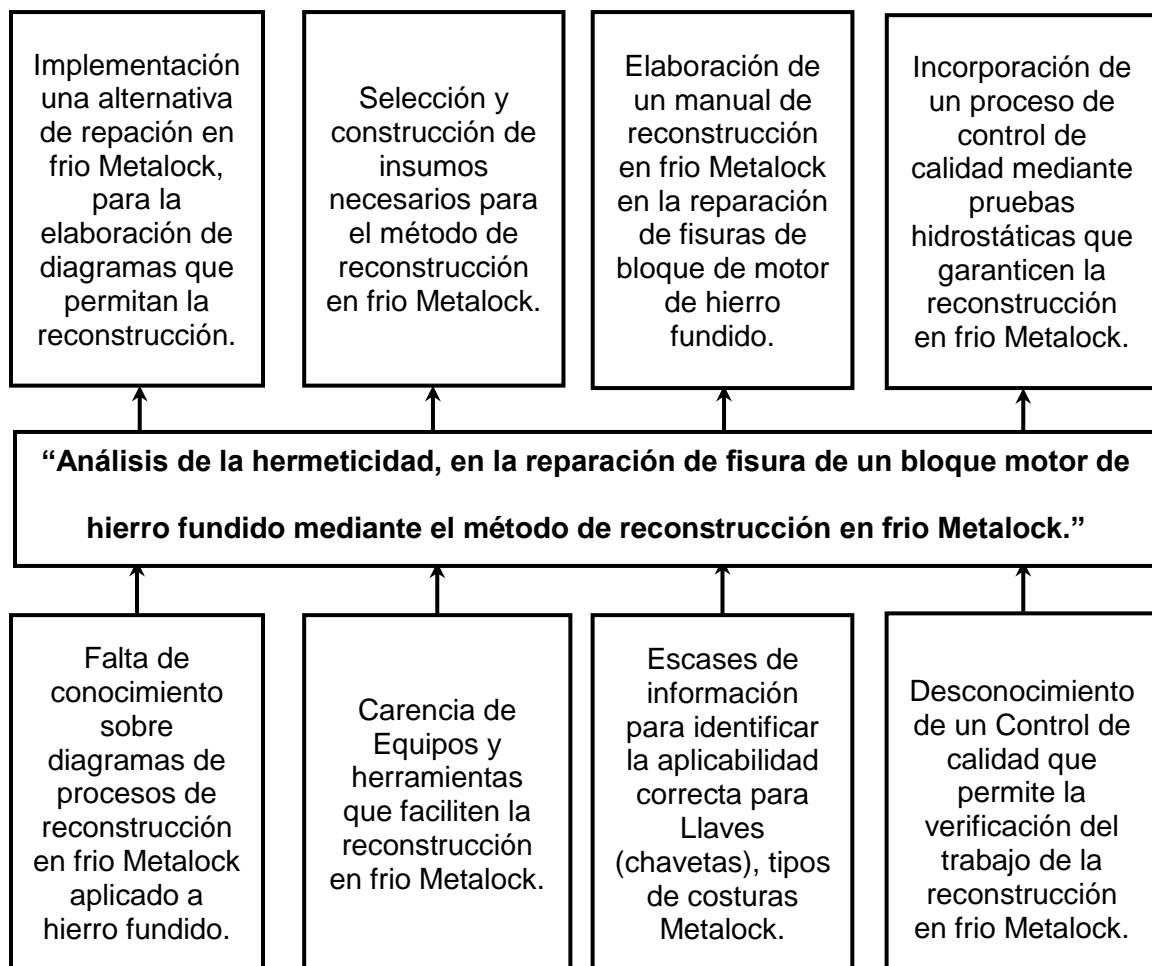 Implementación
una alternativa
de repación en
frio Metalock,
para la
elaboración de
diagramas que
permitan la
reconstrucción.
Selección y
construcción de
insumos
necesarios para
el método de
reconstrucción
en frio Metalock.
Elaboración de
un manual de
reconstrucción
en frio Metalock
en la reparación
de fisuras de
bloque de motor
de hierro
fundido.
Incorporación de
un proceso de
control de
calidad mediante
pruebas
hidrostáticas que
garanticen la
reconstrucción
en frio Metalock.
“Análisis de la hermeticidad, en la reparación de fisura de un bloque motor de
hierro fundido mediante el método de reconstrucción en frio Metalock.”
Falta de
conocimiento
sobre
diagramas de
procesos de
reconstrucción
en frio Metalock
aplicado a
hierro fundido.
Carencia de
Equipos y
herramientas
que faciliten la
reconstrucción
en frio Metalock.
Escases de
información
para identificar
la aplicabilidad
correcta para
Llaves
(chavetas), tipos
de costuras
Metalock.
Desconocimiento
de un Control de
calidad que
permite la
verificación del
trabajo de la
reconstrucción
en frio Metalock.